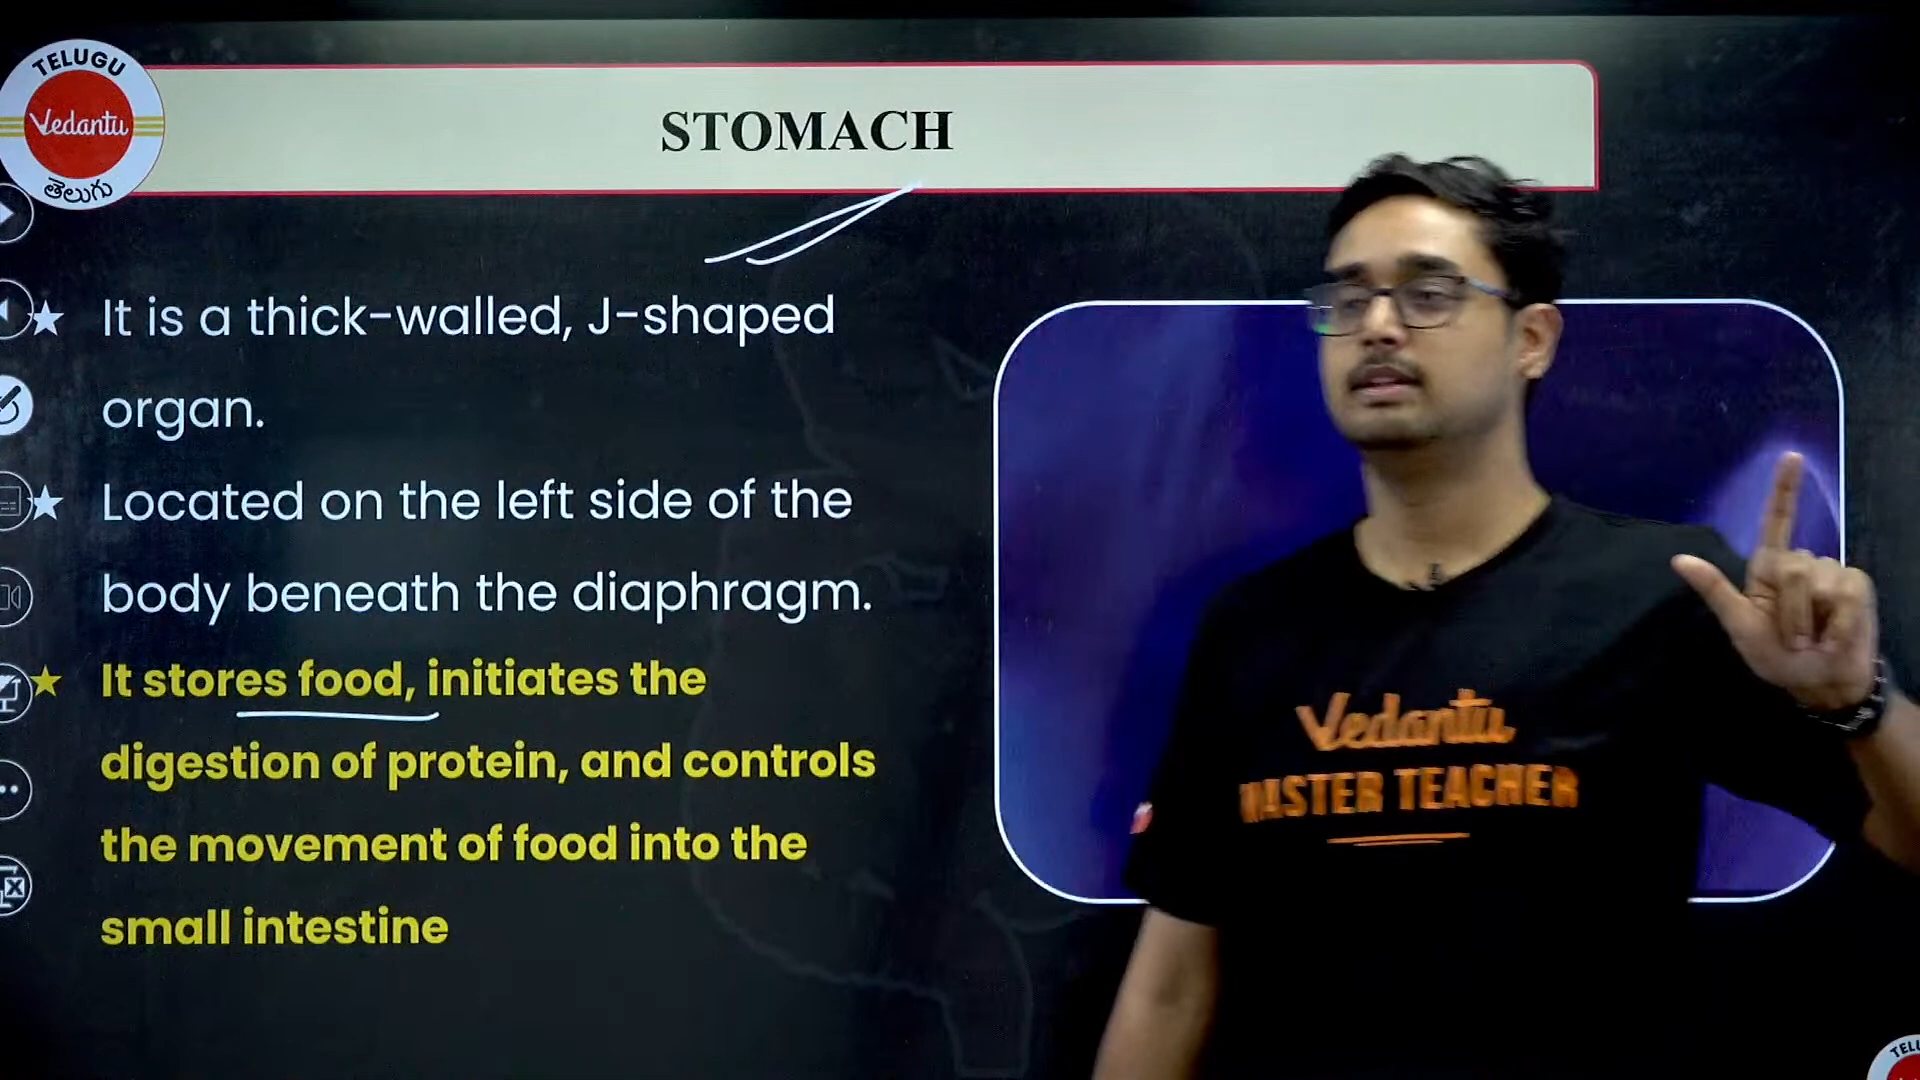 TELUGU
Vedantu
తెలుగు
STOMACH
It is a thick-walled, J-shaped
organ.
Located on the left side of the
body beneath the diaphragm.
It stores food, initiates the
digestion of protein, and controls
the movement of food into the
small intestine
Vedantu
MASTER TEACHER